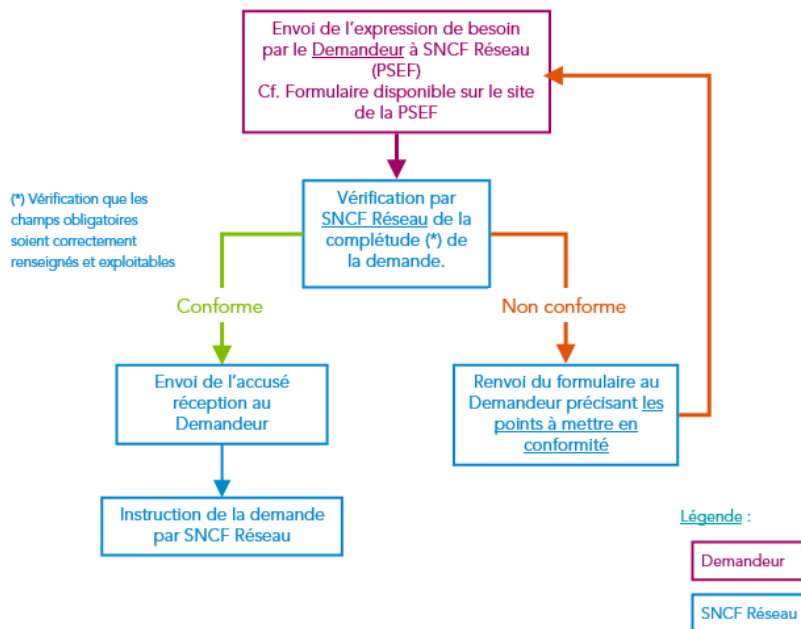 Envoi de l’expression de besoin
par le Demandeur à SNCF Réseau
(PSEF)
Cf. Formulaire disponible sur le site
de la PSEF
(*) Vérification que les
champs obligatoires
soient correctement
renseignés et exploitables
Vérification par
SNCF Réseau de la
complétude (*) de
la demande.
Conforme
Non conforme
Envoi de l’accusé
réception au
Demandeur
Renvoi du formulaire au
Demandeur précisant les
points à mettre en
conformité
Instruction de la demande
par SNCF Réseau
Légende :
Demandeur
SNCF Réseau